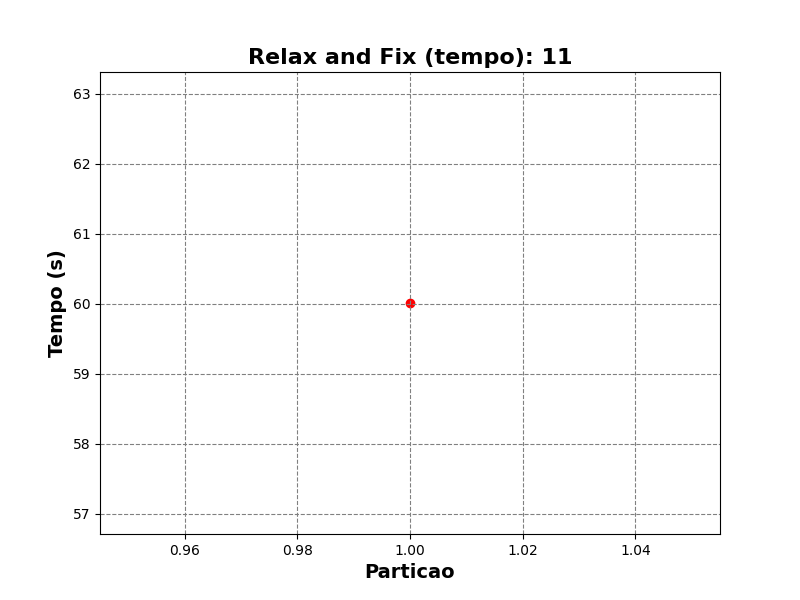 Relax and Fix (tempo): 11
63
62
61
60
59
58
57
Tempo (s)
0.96 0.98 1.00 1.02 1.04
Particao